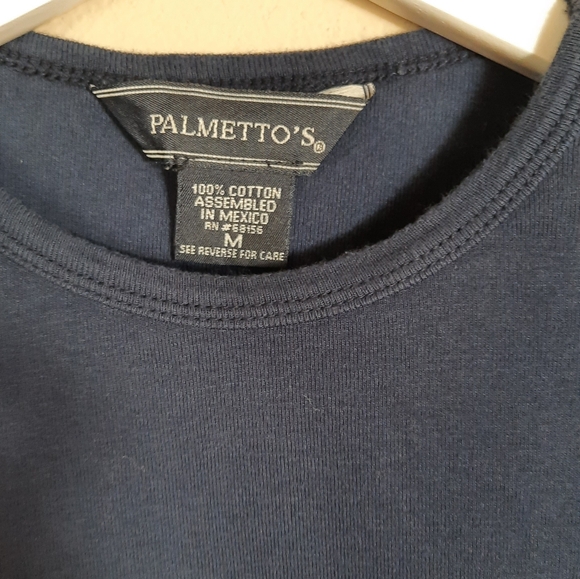 PALMETTO'S®
100% COTTON
ASSEMBLED
IN MEXICO
RN #68156
M
SEE REVERSE FOR CARE